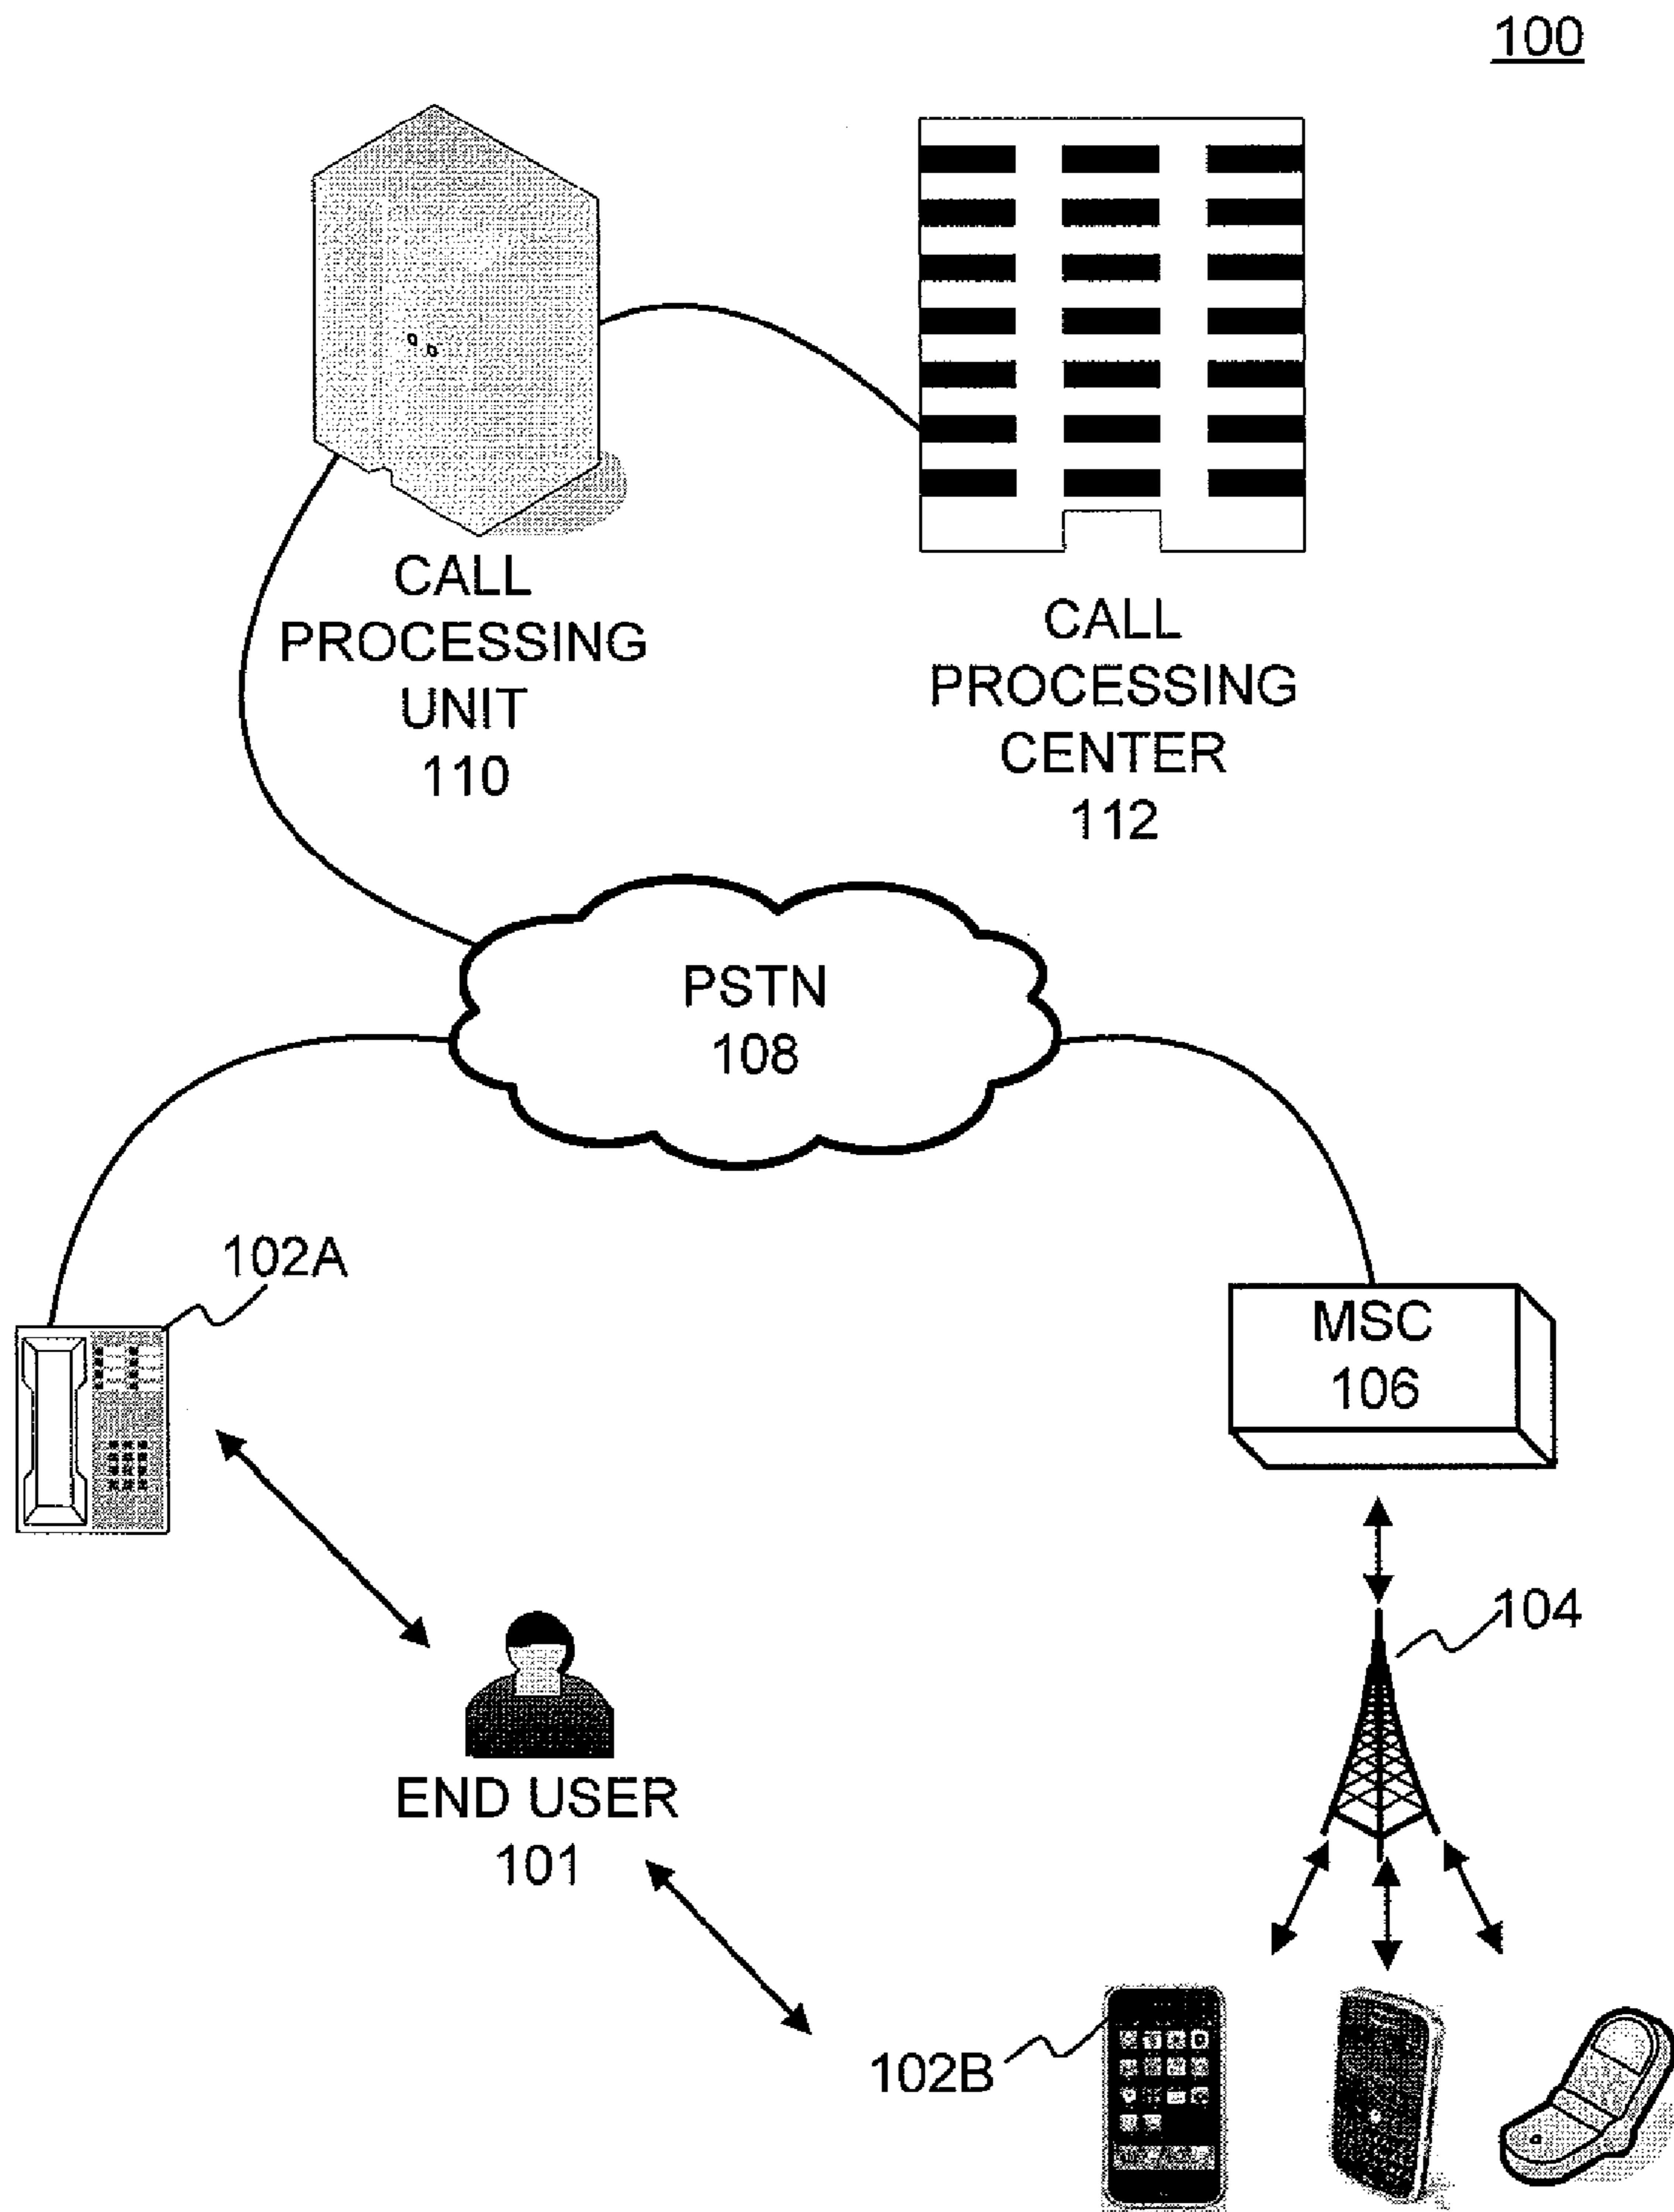 100
CALL
PROCESSING
UNIT
110
CALL
PROCESSING
CENTER
112
PSTN
108
102A
MSC
106
104
END USER
101
102B